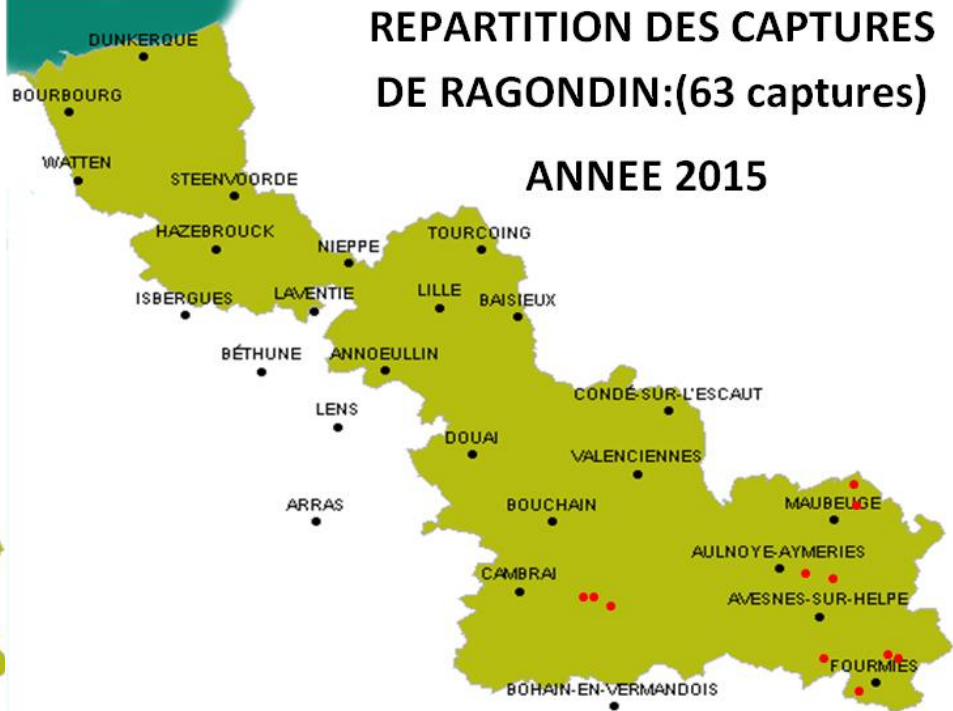 REPARTITION DES CAPTURES
DE RAGONDIN:(63 captures)
ANNEE 2015
DUNKERQUE
BOURBOURG
WATTEN
STEENVOORDE
HAZEBROUCK
NIEPPE
TOURCOING
ISBERGUES
LAVENTIE
LILLE
BAISIEUX
BÉTHUNE
ANNOEULLIN
CONDÉ-SUR-L'ESCAUT
LENS
DOUAI
VALENCIENNES
ARRAS
BOUCHAIN
MAUBEUGE
AULNOYE-AYMERIES
CAMBRAI
AVESNES-SUR-HELPE
FOURMIES
BOHAIN-EN-VERMANDOIS